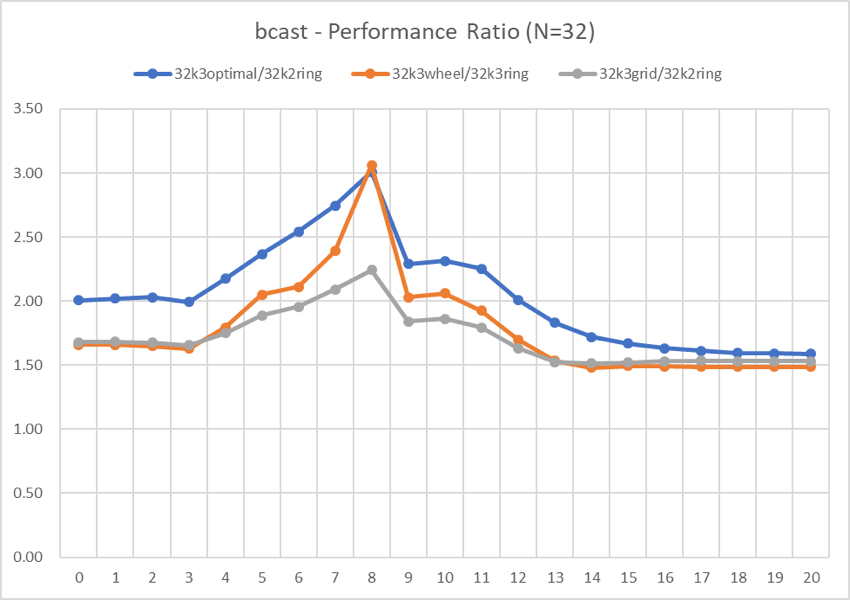 bcast - Performance Ratio (N=32)
32k3optimal/32k2ring 32k3wheel/32k3ring 32k3grid/32k2ring
3.50
3.00
2.50
2.00
1.50
1.00
0.50
0.00
0 1 2 3 4 5 6 7 8 9 10 11 12 13 14 15 16 17 18 19 20